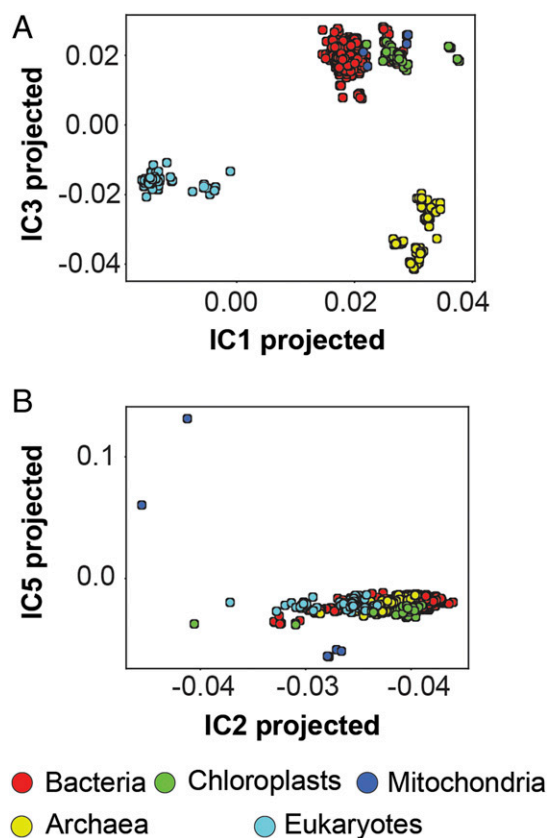 A
IC3 projected
0.02
0.00
-0.02
-0.04
0.00 0.02 0.04
IC1 projected
B
IC5 projected
0.1
0.0
-0.04 -0.03 -0.04
IC2 projected
Bacteria Chloroplasts Mitochondria
Archaea Eukaryotes